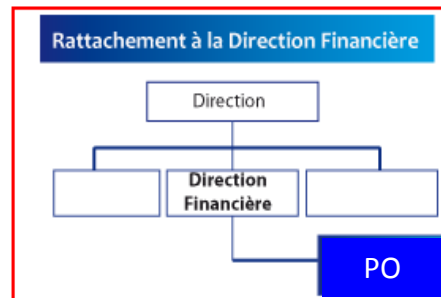 Rattachement à la Direction Financière
Direction
Direction
Financière
PO